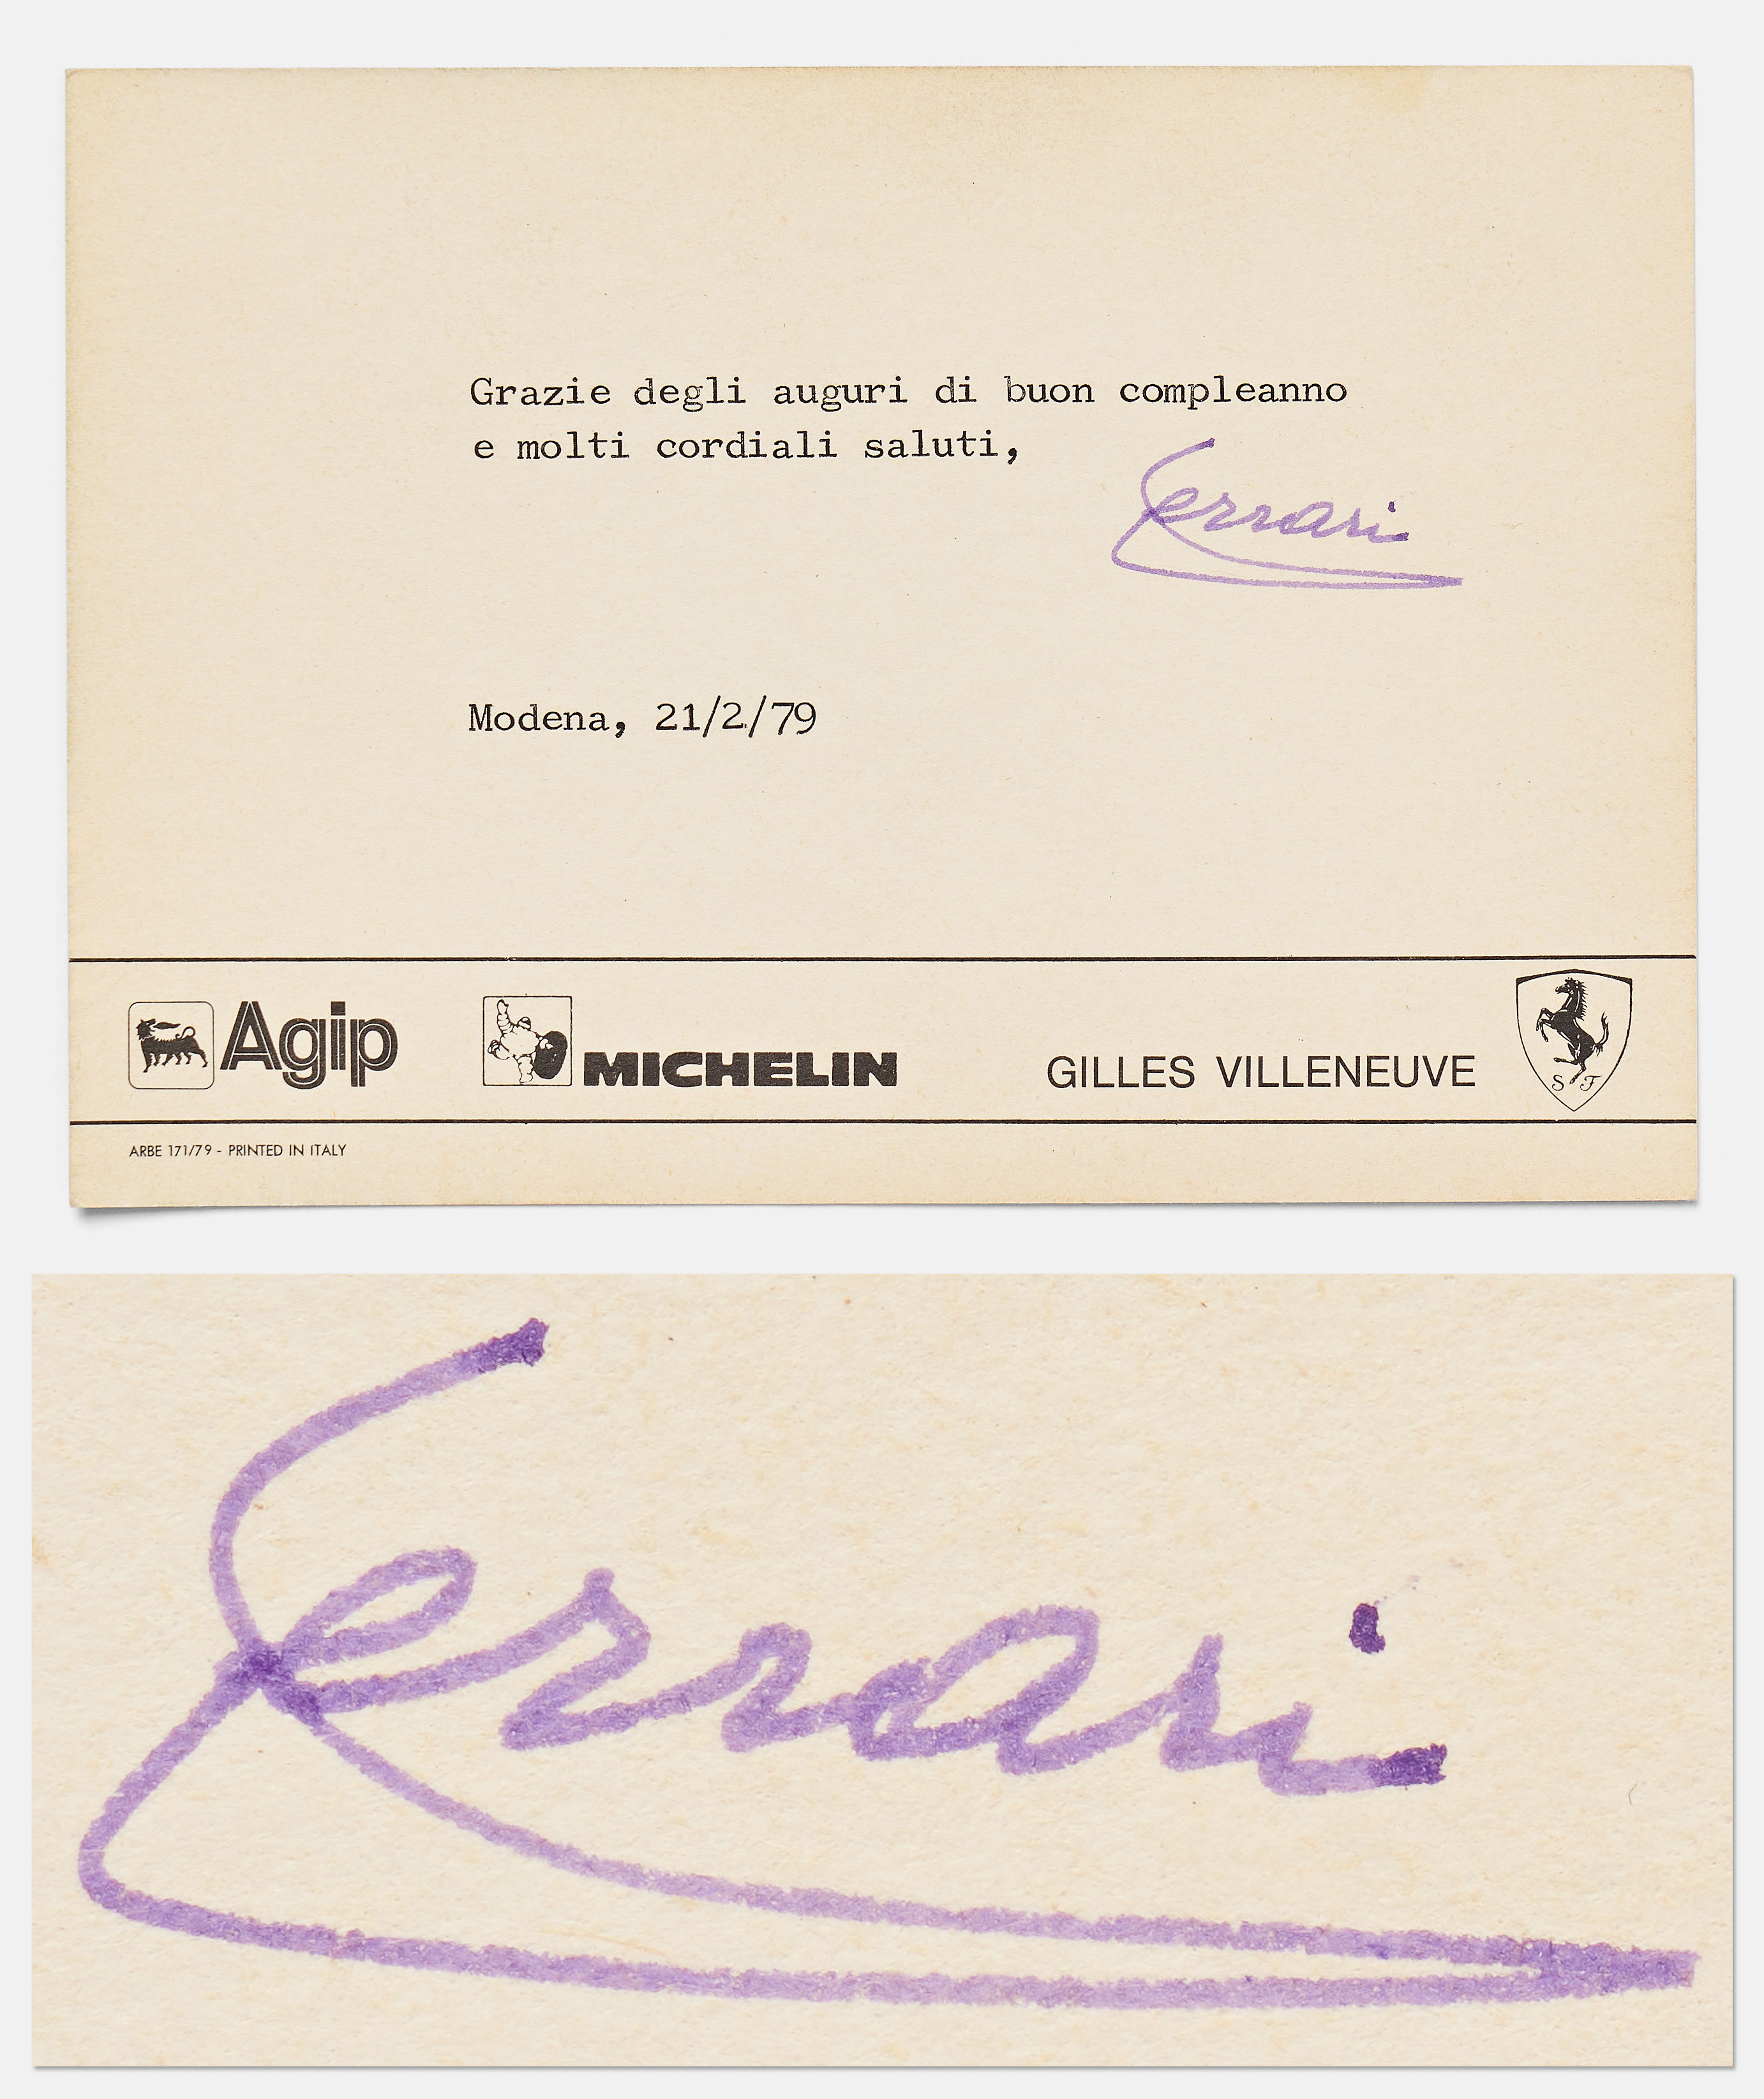 Grazie degli auguri di buon compleanno
e molti cordiali saluti,
Ferrari
Modena, 21/2/79
Agip
MICHELIN
GILLES VILLENEUVE
S F
ARBE 171/79 - PRINTED IN ITALY
Ferrari